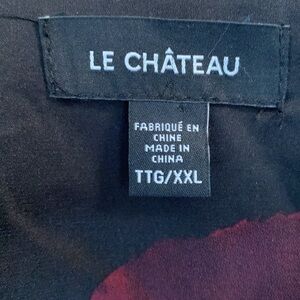 LE CHÂTEAU
FABRIQUÉ EN
CHINE
MADE IN
CHINA
TTG/XXL